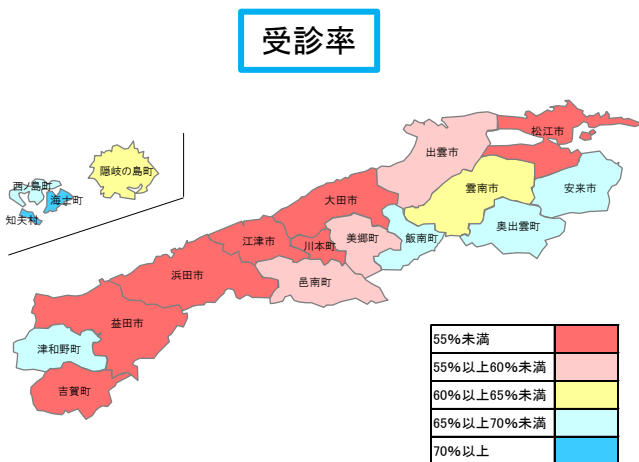 受診率
松江市
出雲市
隠岐の島町
雲南市
安来市
西ノ島町
海士町
大田市
知夫村
奥出雲町
飯南町
美郷町
江津市
川本町
浜田市
邑南町
益田市
津和野町
吉賀町
55%未満
55%以上60%未満
60%以上65%未満
65%以上70%未満
70%以上